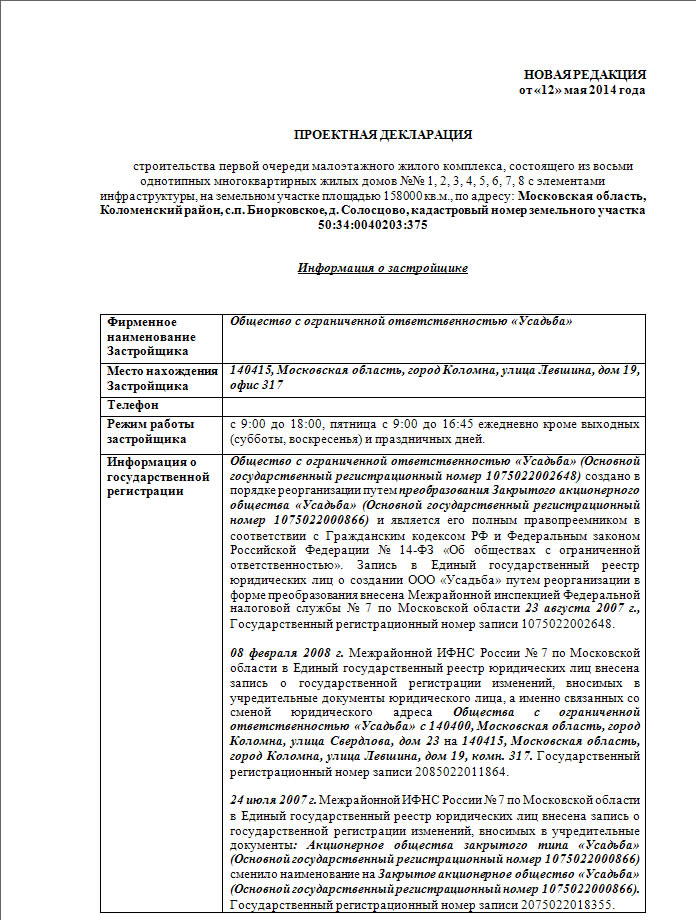 НОВАЯ РЕДАКЦИЯ
от «12» мая 2014 года
ПРОЕКТНАЯ ДЕКЛАРАЦИЯ
строительства первой очереди малоэтажного жилого комплекса, состоящего из восьми
однотипных многоквартирных жилых домов №№ 1, 2, 3, 4, 5, 6, 7, 8 с элементами
инфраструктуры, на земельном участке площадью 158000 кв.м., по адресу: Московская область,
Коломенский район, с.п. Биорковское, д. Солосцово, кадастровый номер земельного участка
50:34:0040203:375
Информация о застройщике
Фирменное
наименование
Застройщика
Общество с ограниченной ответственностью «Усадьба»
Место нахождения
Застройщика
140415, Московская область, город Коломна, улица Левшина, дом 19,
офис 317
Телефон
Режим работы
застройщика
с 9:00 до 18:00, пятница с 9:00 до 16:45 ежедневно кроме выходных
(субботы, воскресенья) и праздничных дней.
Информация о
государственной
регистрации
Общество с ограниченной ответственностью «Усадьба» (Основной
государственный регистрационный номер 1075022002648) создано в
порядке реорганизации путем преобразования Закрытого акционерного
общества «Усадьба» (Основной государственный регистрационный
номер 1075022000866) и является его полным правопреемником в
соответствии с Гражданским кодексом РФ и Федеральным законом
Российской Федерации № 14-ФЗ «Об обществах с ограниченной
ответственностью». Запись в Единый государственный реестр
юридических лиц о создании ООО «Усадьба» путем реорганизации в
форме преобразования внесена Межрайонной инспекцией Федеральной
налоговой службы № 7 по Московской области 23 августа 2007 г.,
Государственный регистрационный номер записи 1075022002648.
08 февраля 2008 г. Межрайонной ИФНС России № 7 по Московской
области в Единый государственный реестр юридических лиц внесена
запись о государственной регистрации изменений, вносимых в
учредительные документы юридического лица, а именно связанных со
сменой юридического адреса Общества с ограниченной
ответственностью «Усадьба» с 140400, Московская область, город
Коломна, улица Свердлова, дом 23 на 140415, Московская область,
город Коломна, улица Левшина, дом 19, комн. 317. Государственный
регистрационный номер записи 2085022011864.
24 июля 2007 г. Межрайонной ИФНС России № 7 по Московской области
в Единый государственный реестр юридических лиц внесена запись о
государственной регистрации изменений, вносимых в учредительные
документы: Акционерное общества закрытого типа «Усадьба»
(Основной государственный регистрационный номер 1075022000866)
сменило наименование на Закрытое акционерное общество «Усадьба»
(Основной государственный регистрационный номер 1075022000866).
Государственный регистрационный номер записи 2075022018355.